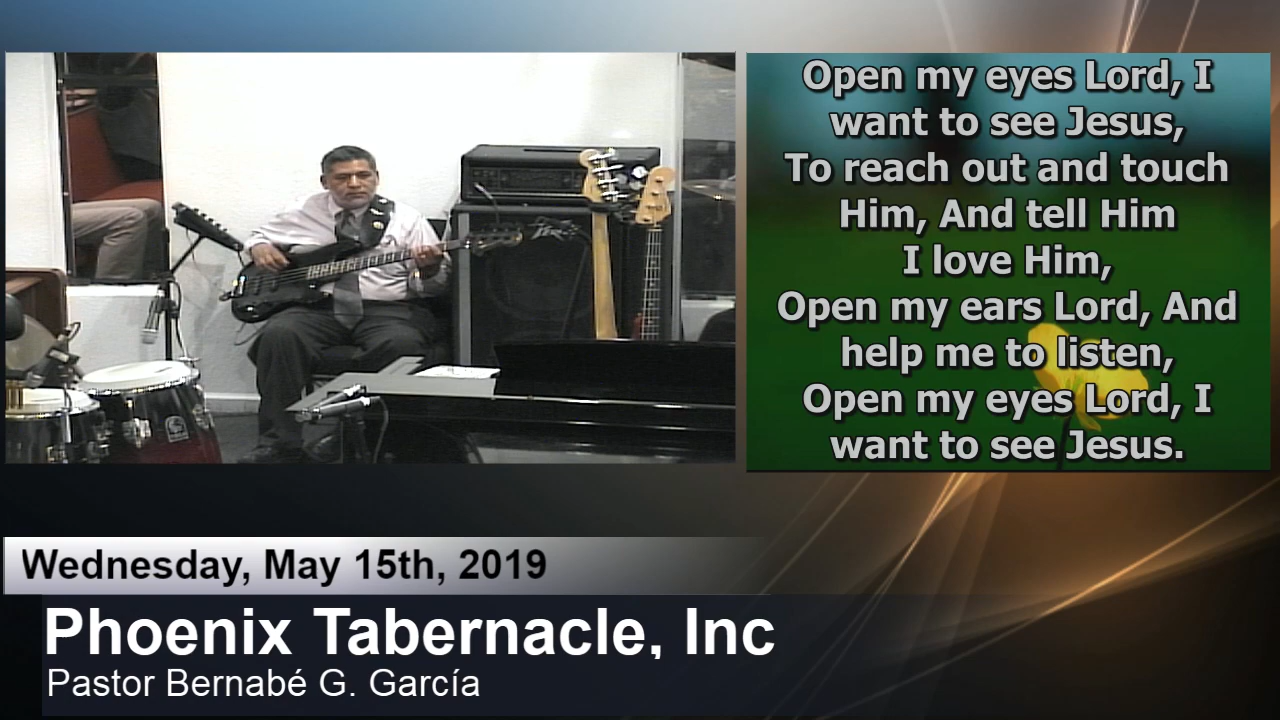 Open my eyes Lord, I
want to see Jesus,
To reach out and touch
Him, And tell Him
I love Him,
Open my ears Lord, And
help me to listen,
Open my eyes Lord, I
want to see Jesus.
Wednesday, May 15th, 2019
Phoenix Tabernacle, Inc
Pastor Bernabé G. García